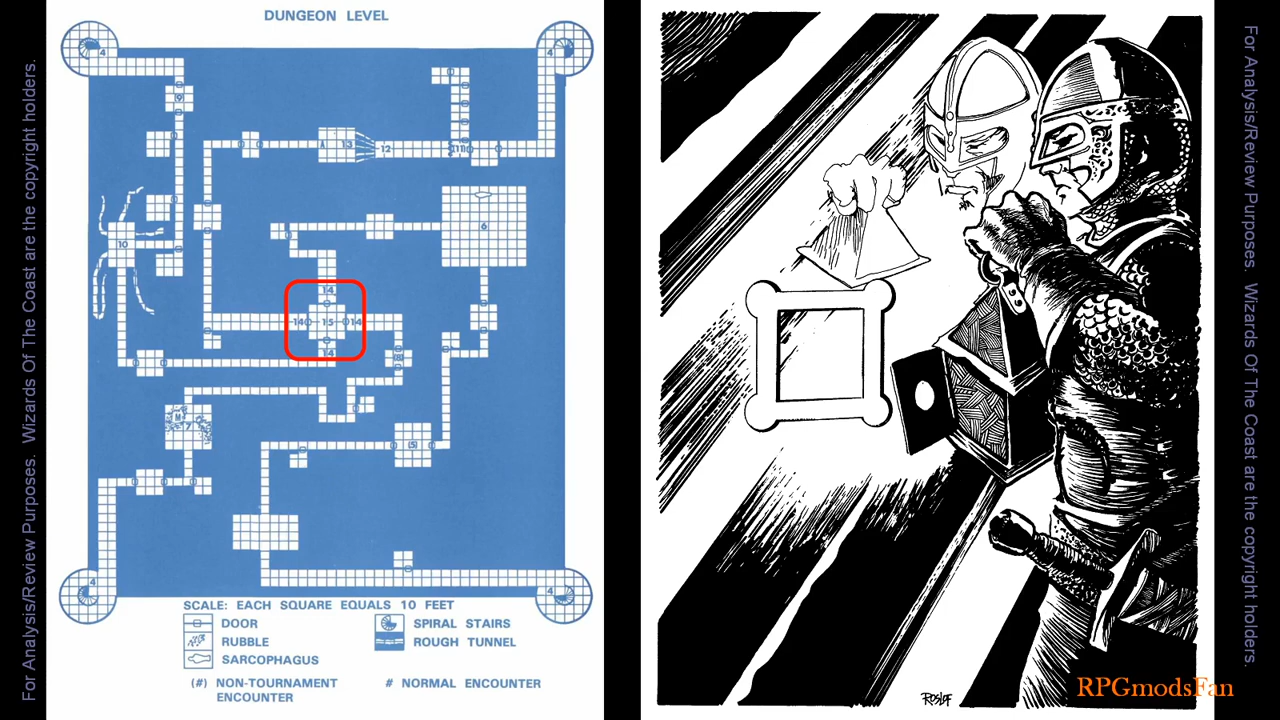 For Analysis/Review Purposes. Wizards Of The Coast are the copyright holders.
DUNGEON LEVEL
4
4
9
A
13
12
11
10
6
14
14
15
14
14
8
M
7
5
4
4
SCALE: EACH SQUARE EQUALS 10 FEET
DOOR
RUBBLE
SARCOPHAGUS
SPIRAL STAIRS
ROUGH TUNNEL
(#) NON-TOURNAMENT
ENCOUNTER
# NORMAL ENCOUNTER
ROSLOF
RPGmodsFan
For Analysis/Review Purposes. Wizards Of The Coast are the copyright holders.